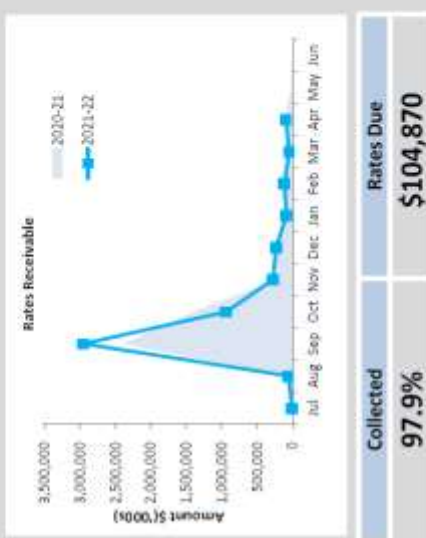 Rates Receivable
2020-21
2021-22
Amount $('000s)
3,500,000
3,000,000
2,500,000
2,000,000
1,500,000
1,000,000
500,000
0
Jul Aug Sep Oct Nov Dec Jan Feb Mar Apr May Jun
Collected Rates Due
97.9% $104,870